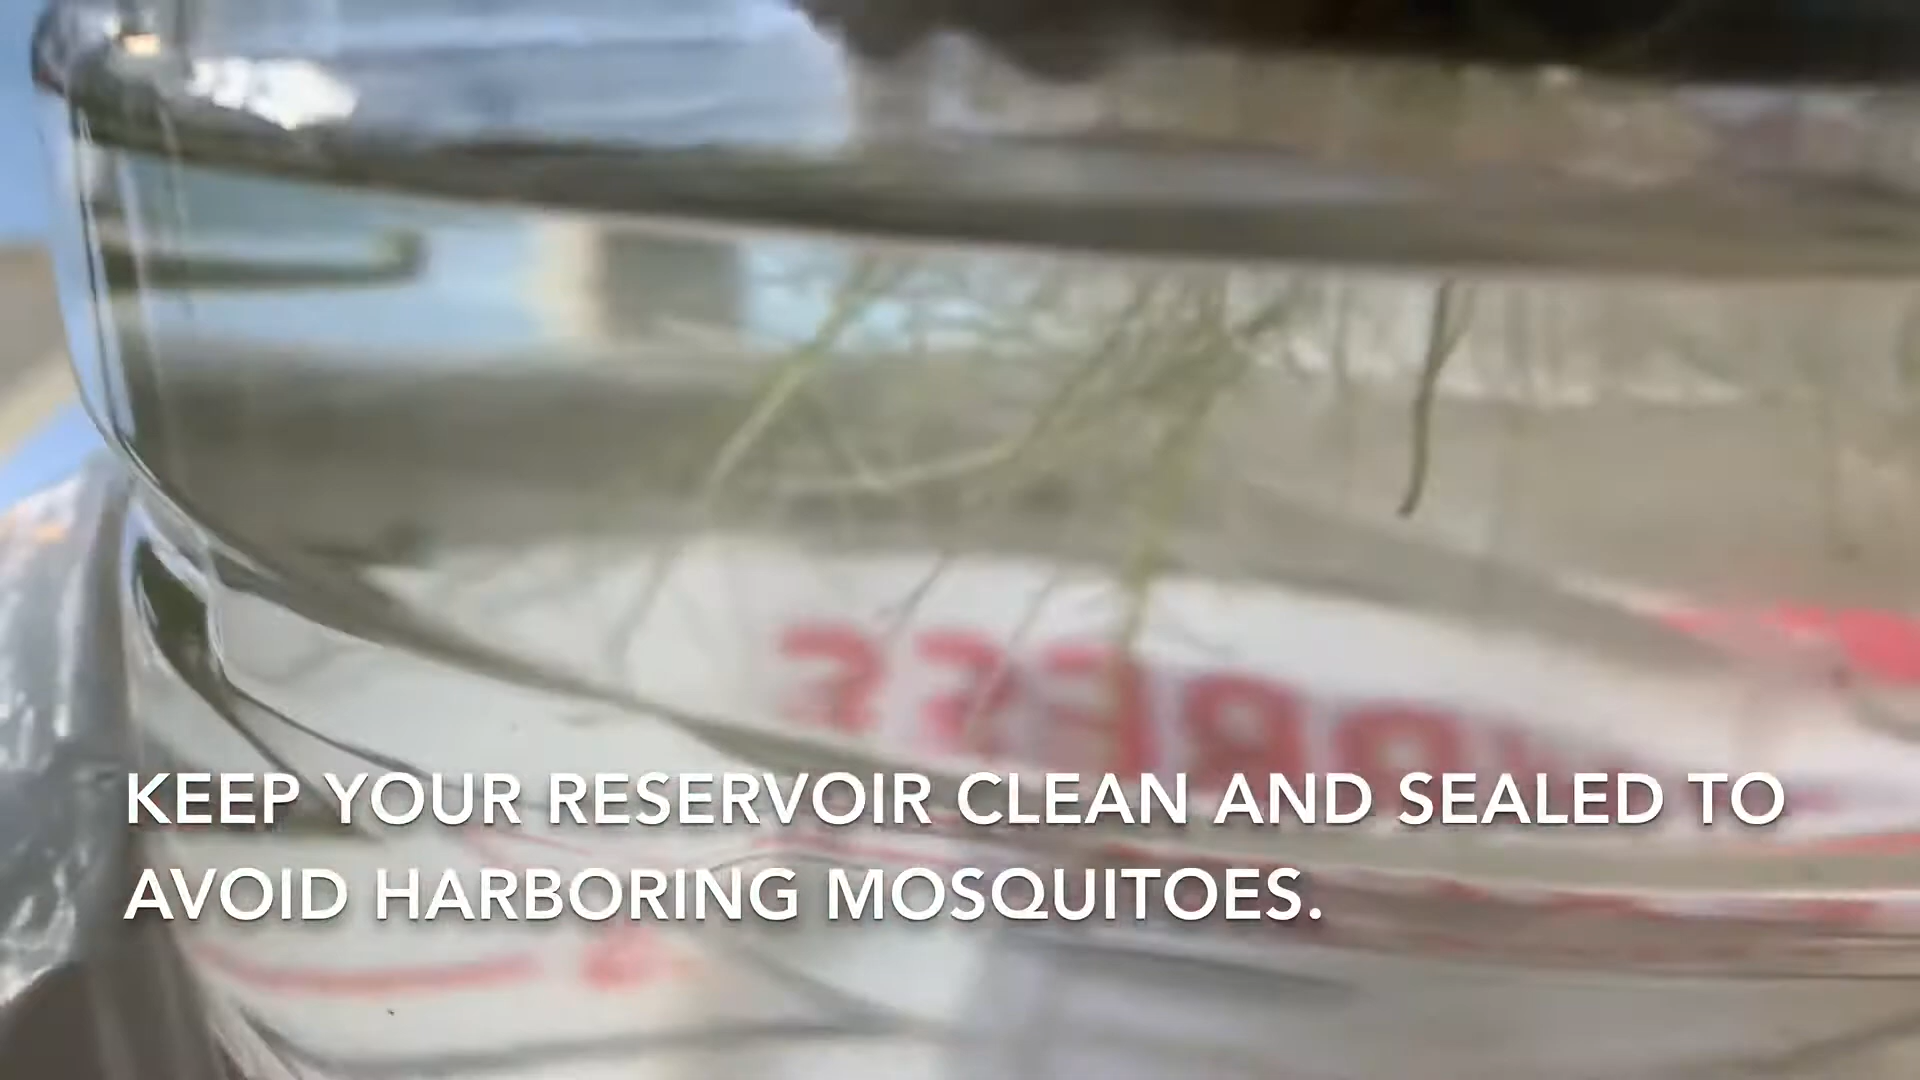 KEEP YOUR RESERVOIR CLEAN AND SEALED TO
AVOID HARBORING MOSQUITOES.